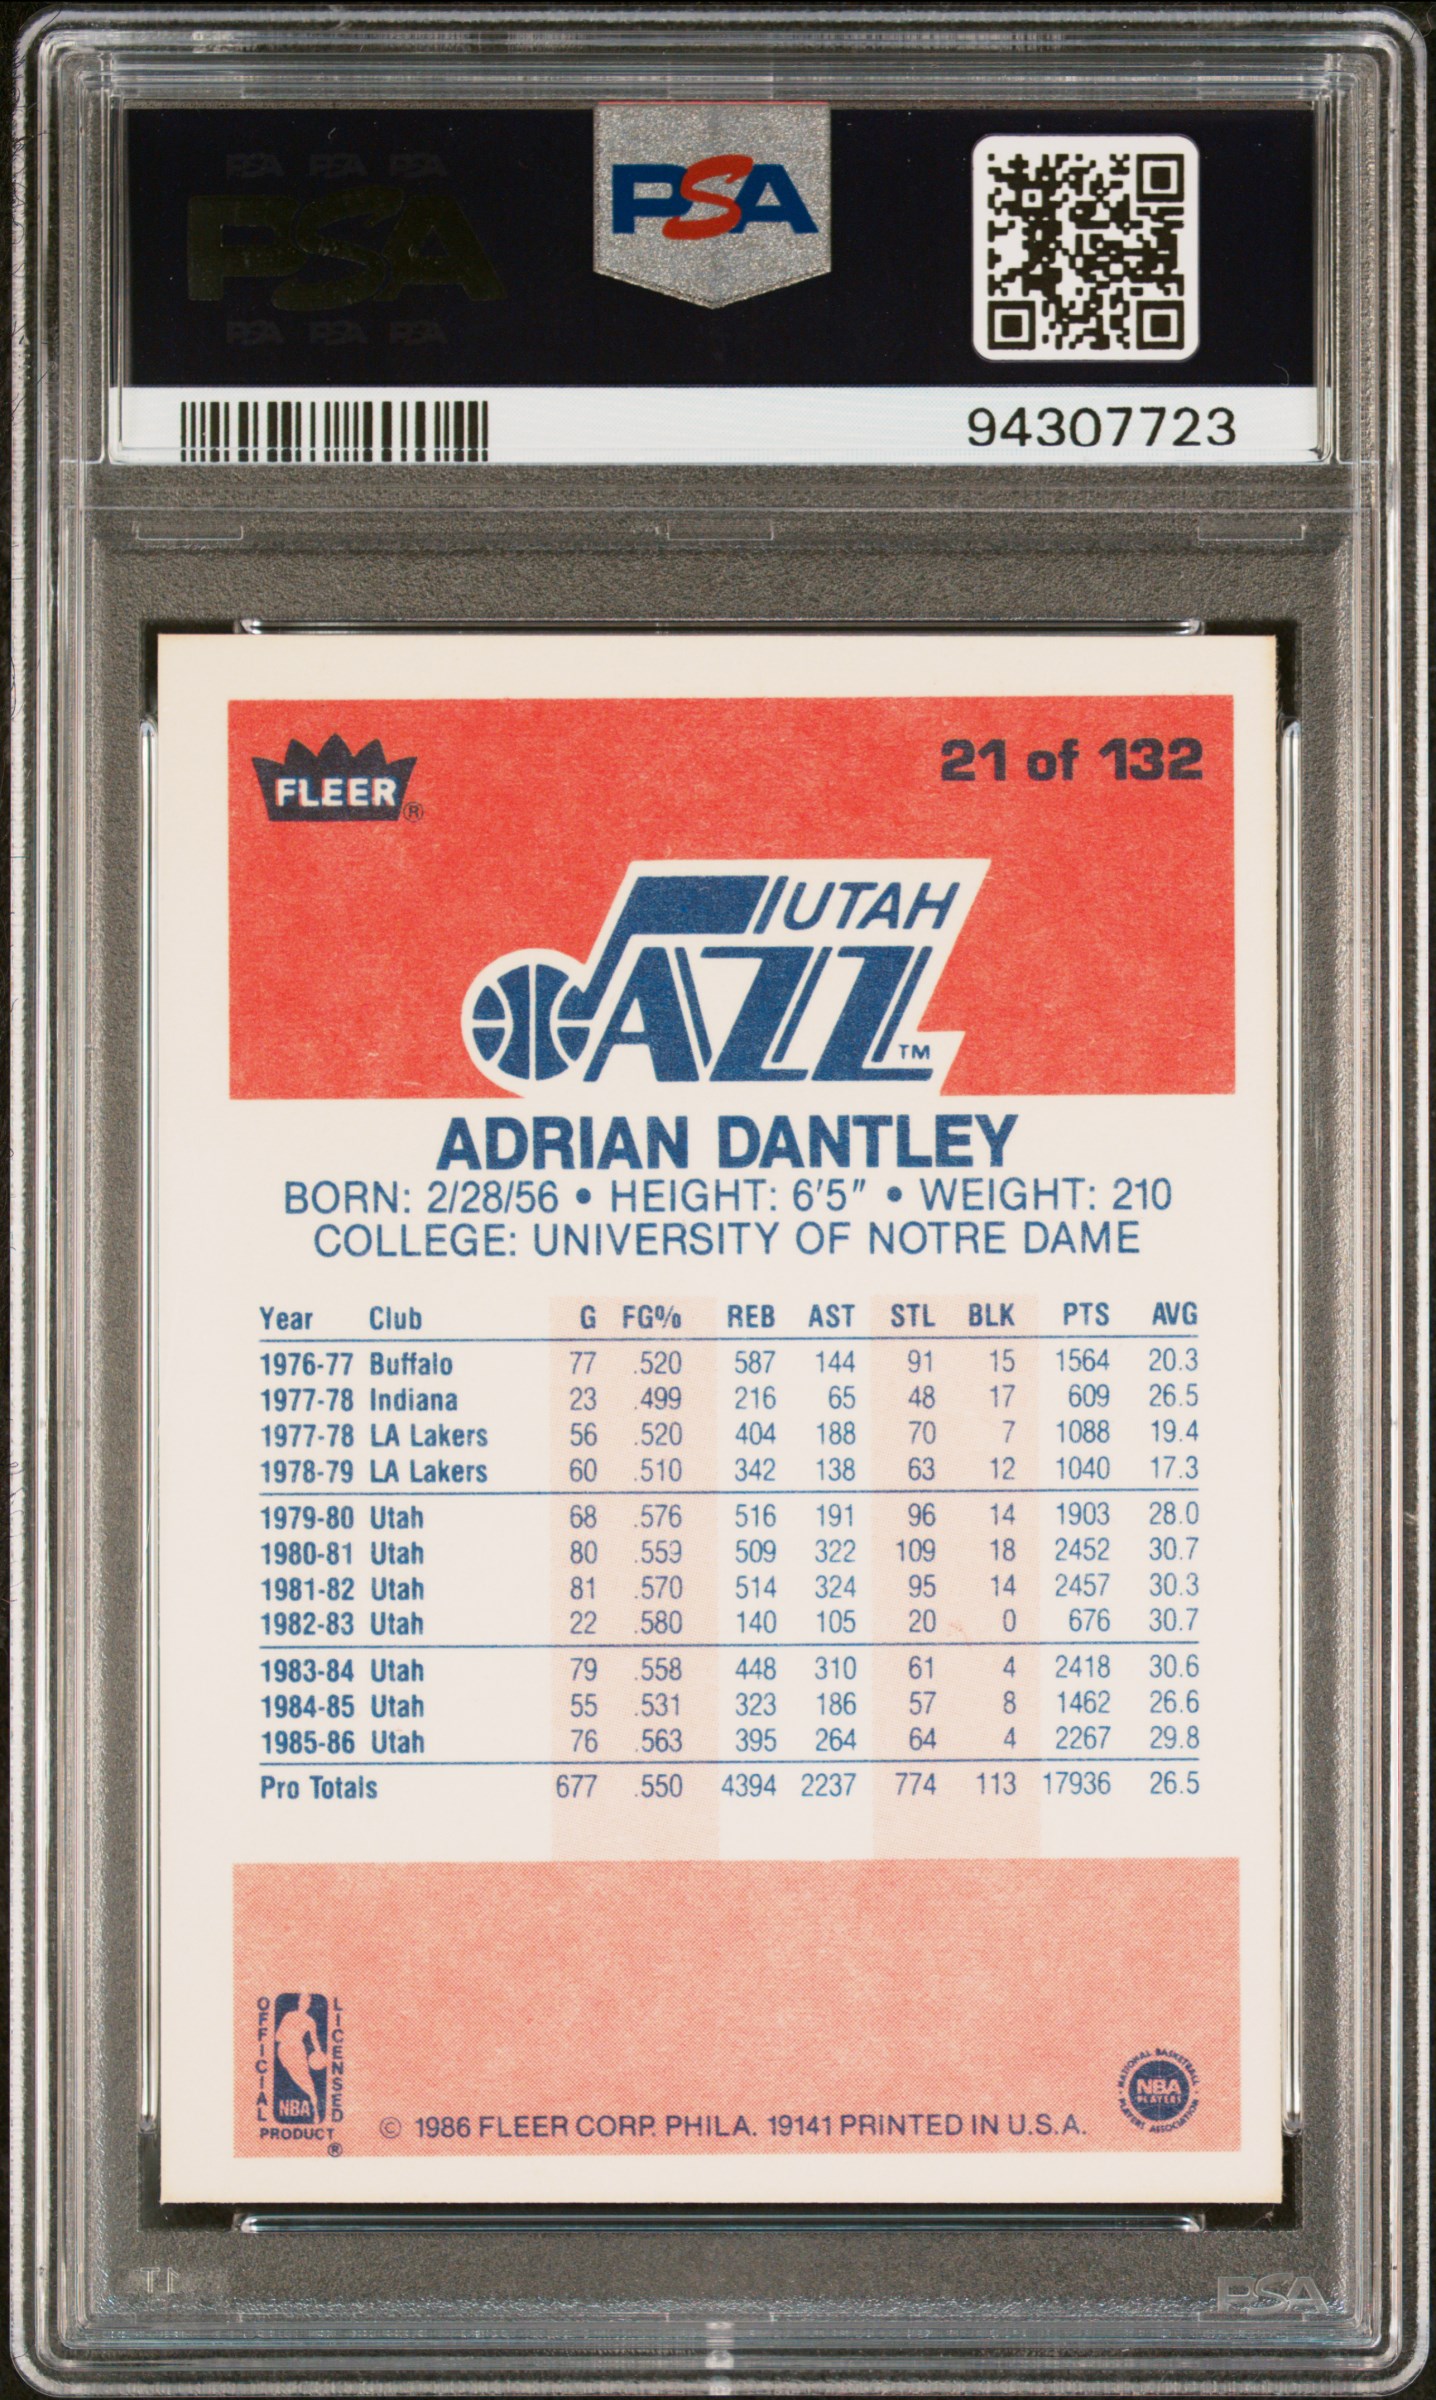 PSA PSA PSA
PSA
PSA PSA PSA
PSA
94307723
FLEER®
21 of 132
UTAH
JAZZ™
ADRIAN DANTLEY
BORN: 2/28/56 • HEIGHT: 6'5" • WEIGHT: 210
COLLEGE: UNIVERSITY OF NOTRE DAME
Year Club G FG% REB AST STL BLK PTS AVG
1976-77 Buffalo 77 .520 587 144 91 15 1564 20.3
1977-78 Indiana 23 .499 216 65 48 17 609 26.5
1977-78 LA Lakers 56 .520 404 188 70 7 1088 19.4
1978-79 LA Lakers 60 .510 342 138 63 12 1040 17.3
1979-80 Utah 68 .576 516 191 96 14 1903 28.0
1980-81 Utah 80 .559 509 322 109 18 2452 30.7
1981-82 Utah 81 .570 514 324 95 14 2457 30.3
1982-83 Utah 22 .580 140 105 20 0 676 30.7
1983-84 Utah 79 .558 448 310 61 4 2418 30.6
1984-85 Utah 55 .531 323 186 57 8 1462 26.6
1985-86 Utah 76 .563 395 264 64 4 2267 29.8
Pro Totals 677 .550 4394 2237 774 113 17936 26.5
OFFICIAL LICENSED
NBA
PRODUCT®
© 1986 FLEER CORP. PHILA. 19141 PRINTED IN U.S.A.
NATIONAL BASKETBALL
NBA
PLAYERS
PLAYERS ASSOCIATION
PSA